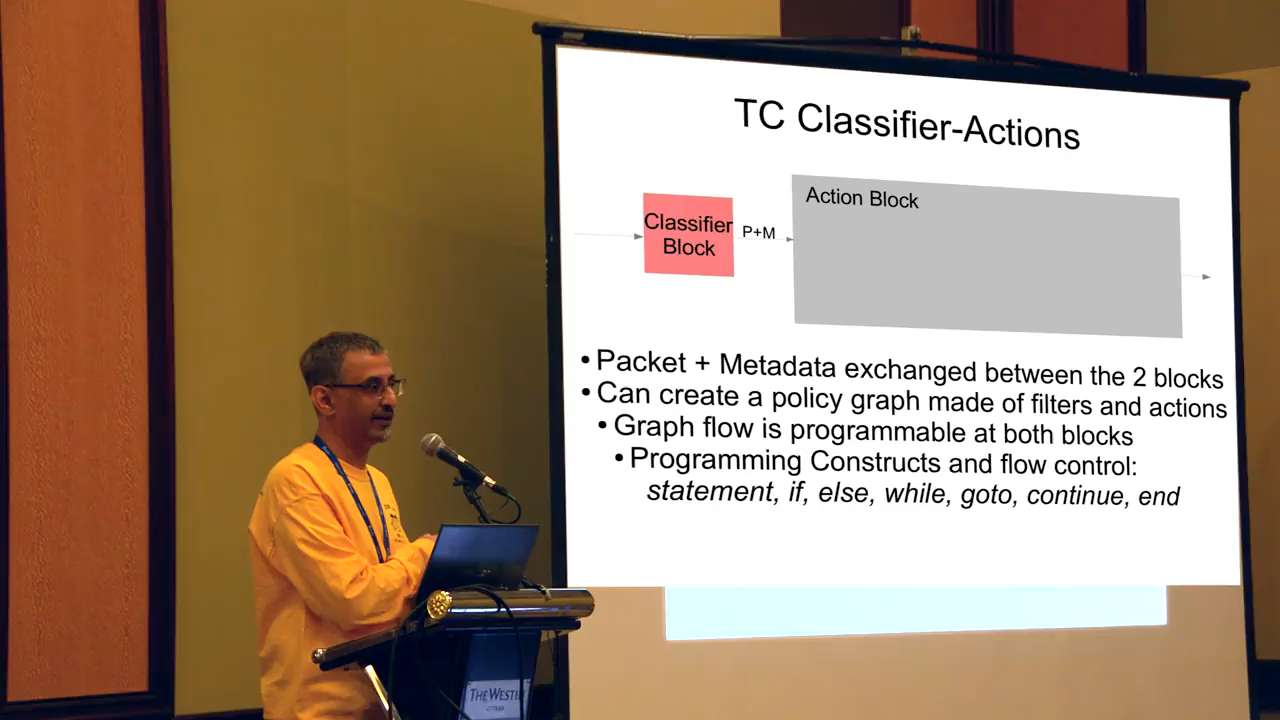 TC Classifier-Actions
Action Block
Classifier
Block
P+M
• Packet + Metadata exchanged between the 2 blocks
• Can create a policy graph made of filters and actions
• Graph flow is programmable at both blocks
• Programming Constructs and flow control:
statement, if, else, while, goto, continue, end
THE WESTIN
OTTAWA